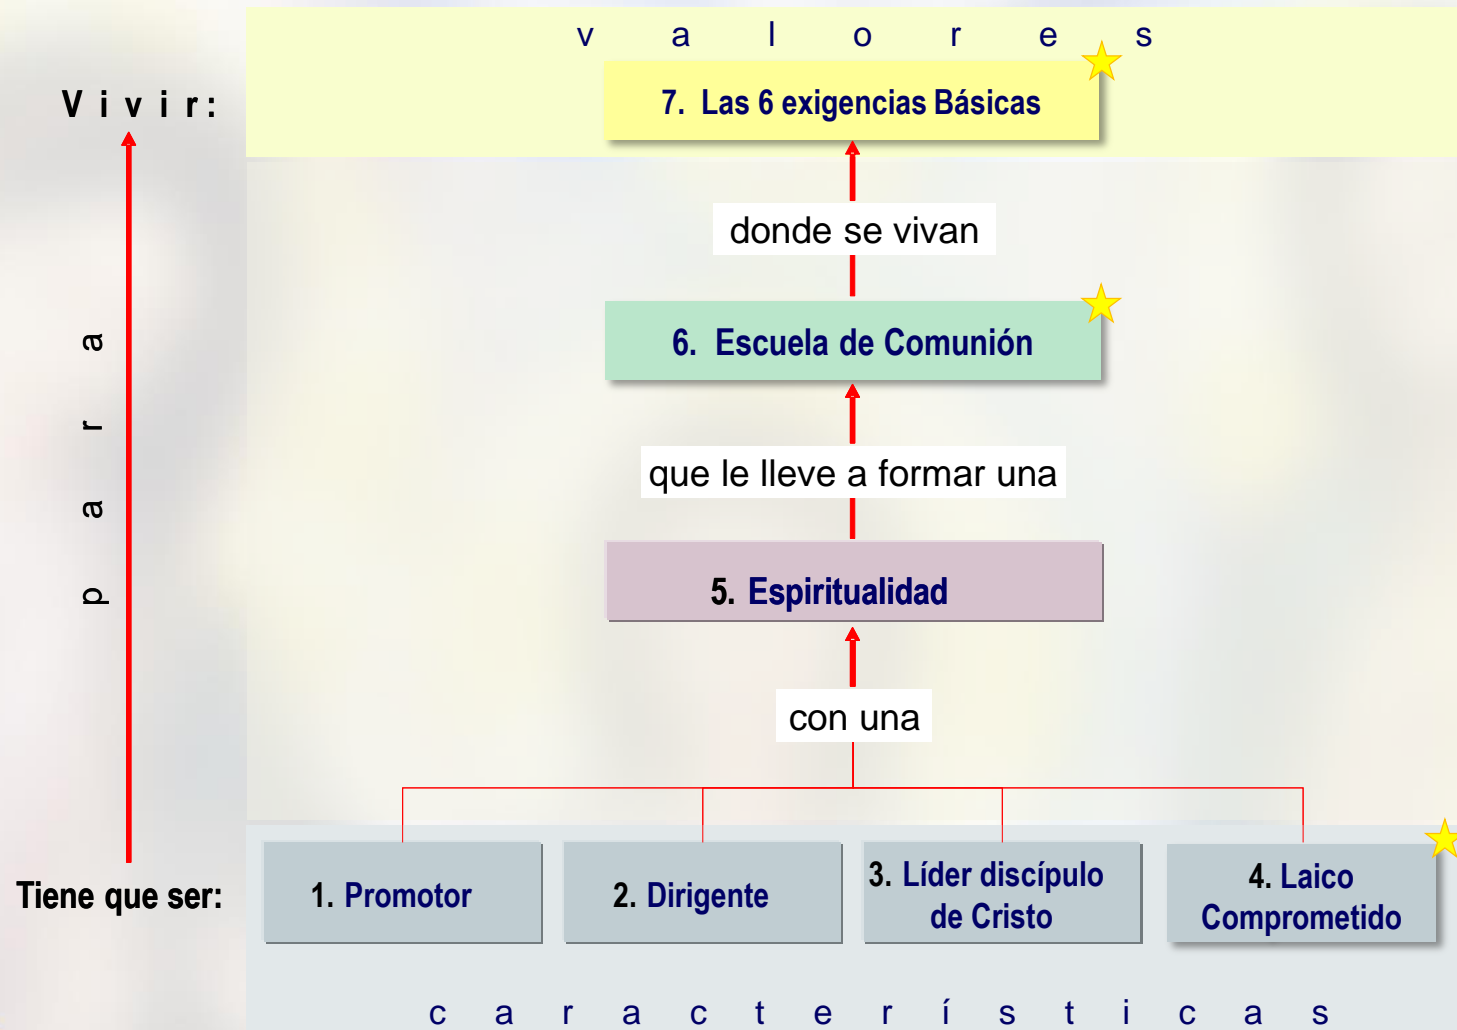 valores
7. Las 6 exigencias Básicas
Vivir:
donde se vivan
para
6. Escuela de Comunión
que le lleve a formar una
5. Espiritualidad
con una
Tiene que ser:
1. Promotor
2. Dirigente
3. Líder discípulo
de Cristo
4. Laico
Comprometido
características